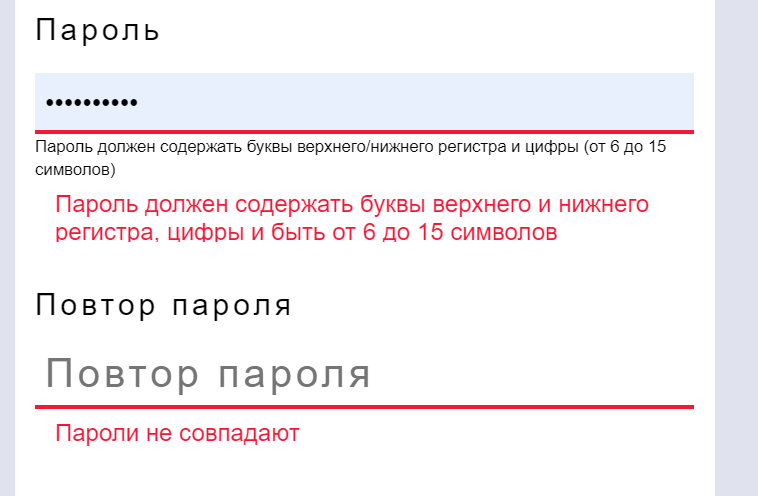 Пароль
••••••••••
Пароль должен содержать буквы верхнего/нижнего регистра и цифры (от 6 до 15
символов)
Пароль должен содержать буквы верхнего и нижнего
регистра, цифры и быть от 6 до 15 символов
Повтор пароля
Повтор пароля
Пароли не совпадают